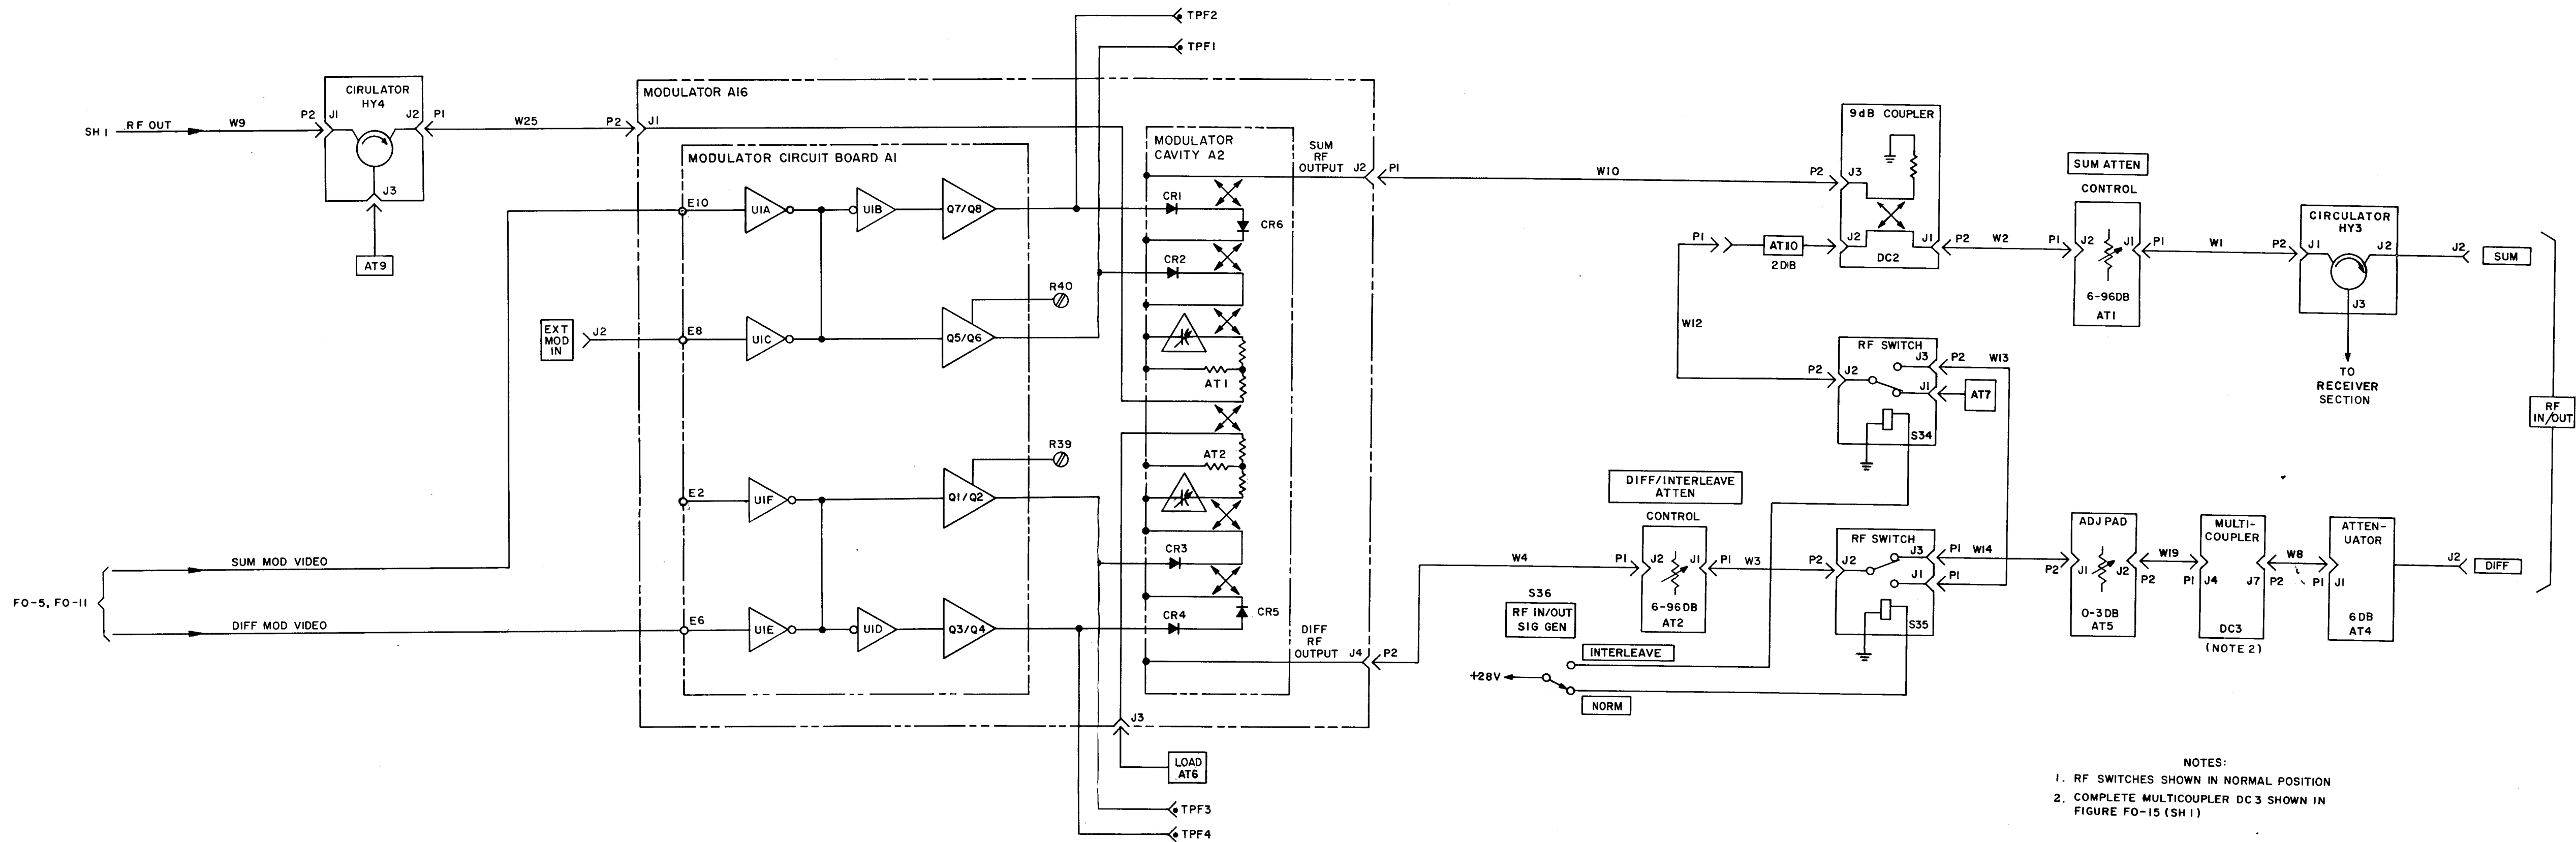 TPF2
TPF1
CIRULATOR
HY4
P2 J1
J2 P1
J3
AT9
SH 1 RF OUT
W9
W25
P2 J1
MODULATOR A16
MODULATOR CIRCUIT BOARD A1
E10
U1A
U1B
Q7/Q8
EXT
MOD
IN
J2
E8
U1C
Q5/Q6
R40
E2
U1F
Q1/Q2
R39
E6
U1E
U1D
Q3/Q4
FO-5, FO-11
SUM MOD VIDEO
DIFF MOD VIDEO
MODULATOR
CAVITY A2
CR1
CR6
CR2
AT1
AT2
CR3
CR4
CR5
SUM
RF
OUTPUT
J2 P1
DIFF
RF
OUTPUT
J4 P2
J3
LOAD
AT6
TPF3
TPF4
W10
P2
9dB COUPLER
J3
J2
J1
DC2
P1
AT110
2DIB
W12
P2 W2 P1
SUM ATTEN
CONTROL
J2 J1
6-96DB
AT1
P1 W1 P2
CIRCULATOR
HY3
J1
J2
J3
TO
RECEIVER
SECTION
J2
SUM
RF
IN/OUT
RF SWITCH
P2 J2
J3 P2 W13
J1
AT7
S34
DIFF/INTERLEAVE
ATTEN
CONTROL
W4
P1 J2 J1 P1
6-96DB
AT2
W3
P2
RF SWITCH
J2
J3 P1 W14
J1 P1
S35
S36
RF IN/OUT
SIG GEN
INTERLEAVE
+28V
NORM
ADJ PAD
P2 J1 J2 P2
0-3DB
AT5
W19
P1 J4
MULTI-
COUPLER
J7 P2
DC3
(NOTE 2)
W8
P1 J1
ATTEN-
UATOR
6DB
AT4
J2
DIFF
NOTES:
1. RF SWITCHES SHOWN IN NORMAL POSITION
2. COMPLETE MULTICOUPLER DC3 SHOWN IN
FIGURE FO-15 (SH 1)